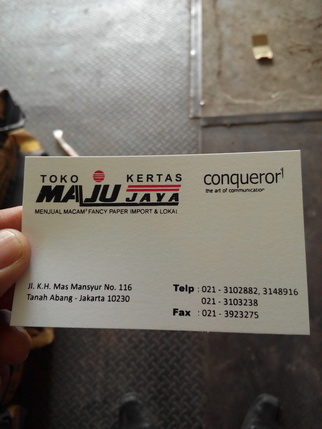 TOKO KERTAS
MAJU JAYA
MENJUAL MACAM² FANCY PAPER IMPORT & LOKAL
conqueror
the art of communication
Jl. K.H. Mas Mansyur No. 116
Tanah Abang - Jakarta 10230
Telp : 021 - 3102882, 3148916
021 - 3103238
Fax : 021 - 3923275